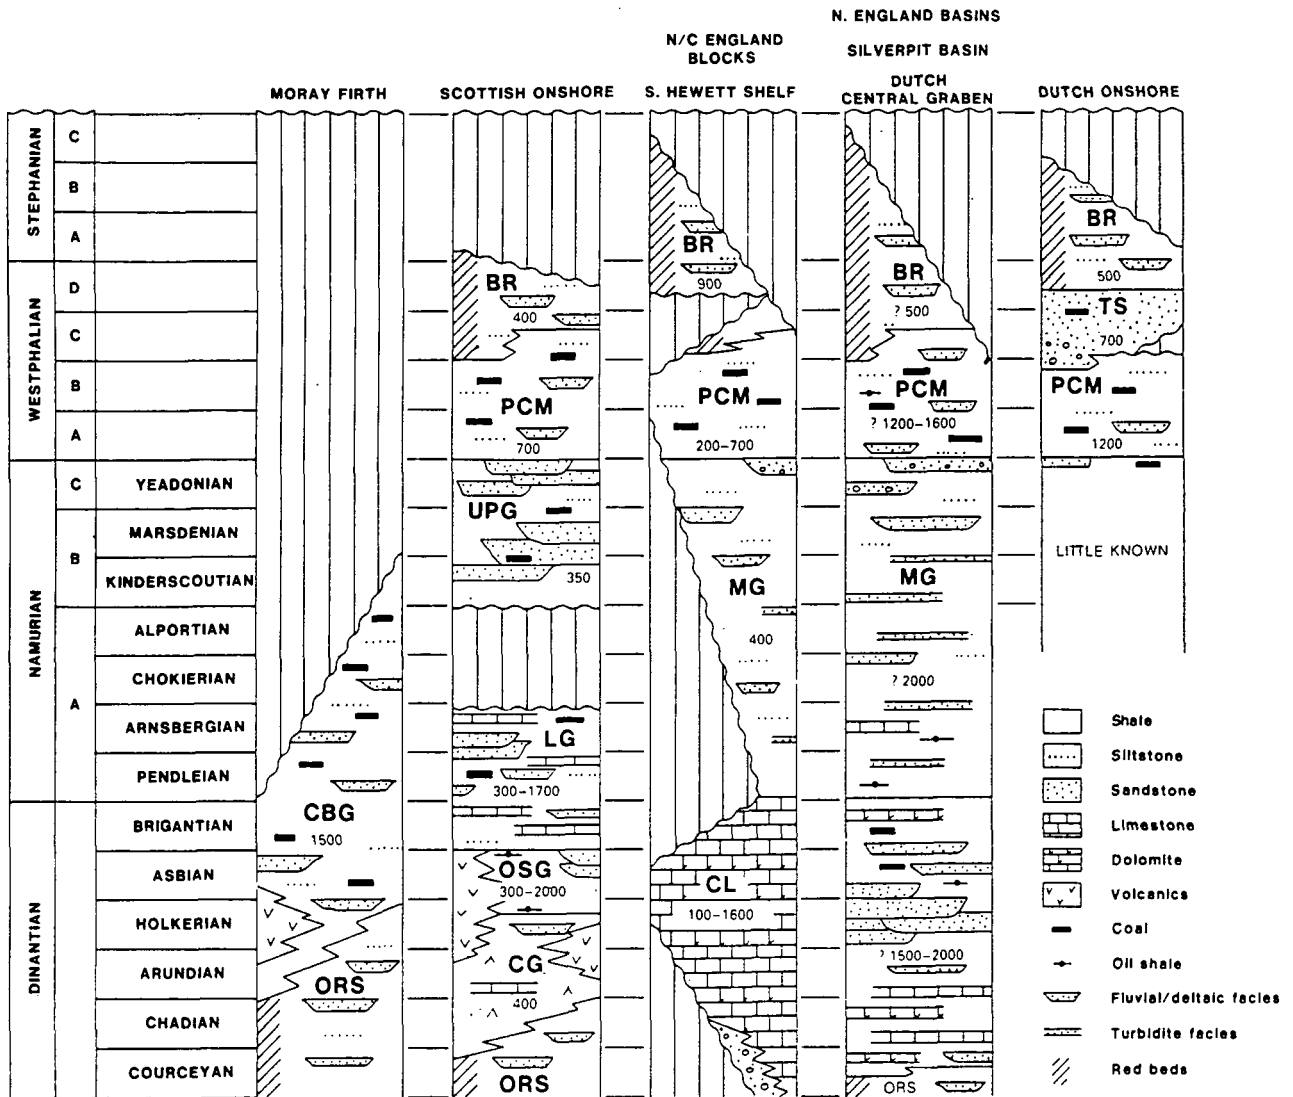 N. ENGLAND BASINS
N/C ENGLAND
BLOCKS
SILVERPIT BASIN
MORAY FIRTH
SCOTTISH ONSHORE
S. HEWETT SHELF
DUTCH
CENTRAL GRABEN
DUTCH ONSHORE
STEPHANIAN
C
B
A
WESTPHALIAN
D
C
B
A
NAMURIAN
C
B
A
YEADONIAN
MARSDENIAN
KINDERSCOUTIAN
ALPORTIAN
CHOKIERIAN
ARNSBERGIAN
PENDLEIAN
DINANTIAN
BRIGANTIAN
ASBIAN
HOLKERIAN
ARUNDIAN
CHADIAN
COURCEYAN
CBG
1500
ORS
BR
400
PCM
700
UPG
350
LG
300-1700
OSG
300-2000
CG
400
ORS
BR
900
PCM
200-700
MG
400
CL
100-1600
BR
? 500
PCM
? 1200-1600
MG
? 2000
? 1500-2000
ORS
BR
500
TS
700
PCM
1200
LITTLE KNOWN
Shale
Siltstone
Sandstone
Limestone
Dolomite
Volcanics
Coal
Oil shale
Fluvial/deltaic facies
Turbidite facies
Red beds